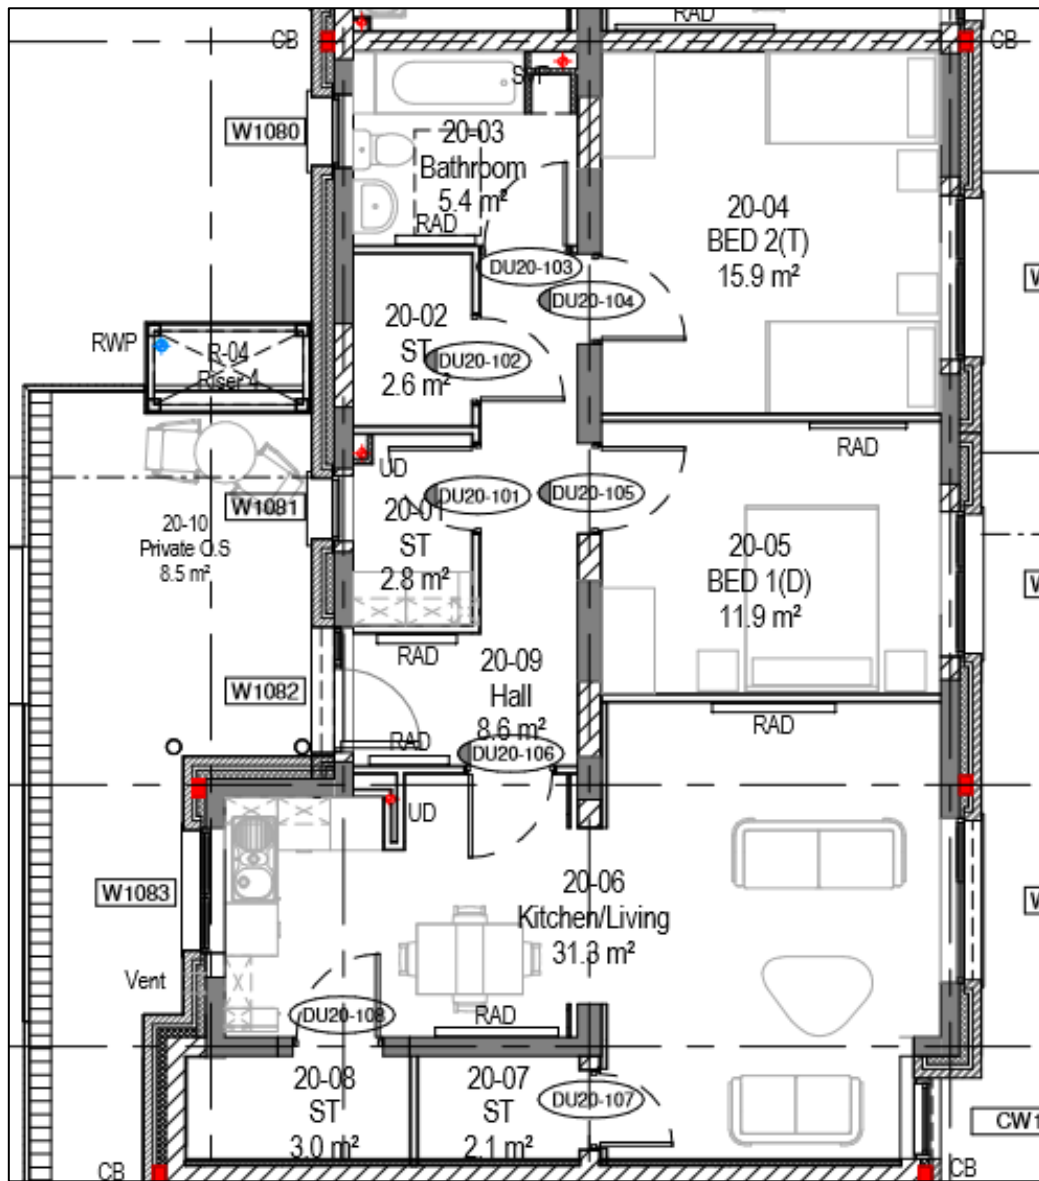 RAD
CB
CB
SVP
W1080
20-03
Bathroom
5.4 m²
RAD
20-04
BED 2(T)
15.9 m²
DU20-103
DU20-104
W
RWP
R-04
Riser 4
20-02
ST
2.6 m²
DU20-102
RAD
UD
W1081
DU20-101
DU20-105
20-10
Private O.S
8.5 m²
20-01
ST
2.8 m²
20-05
BED 1(D)
11.9 m²
W
RAD
20-09
Hall
8.6 m²
W1082
RAD
RAD
DU20-106
UD
W1083
20-06
Kitchen/Living
31.3 m²
W
Vent
DU20-108
RAD
20-08
ST
3.0 m²
20-07
ST
2.1 m²
DU20-107
CW1
CB
CB